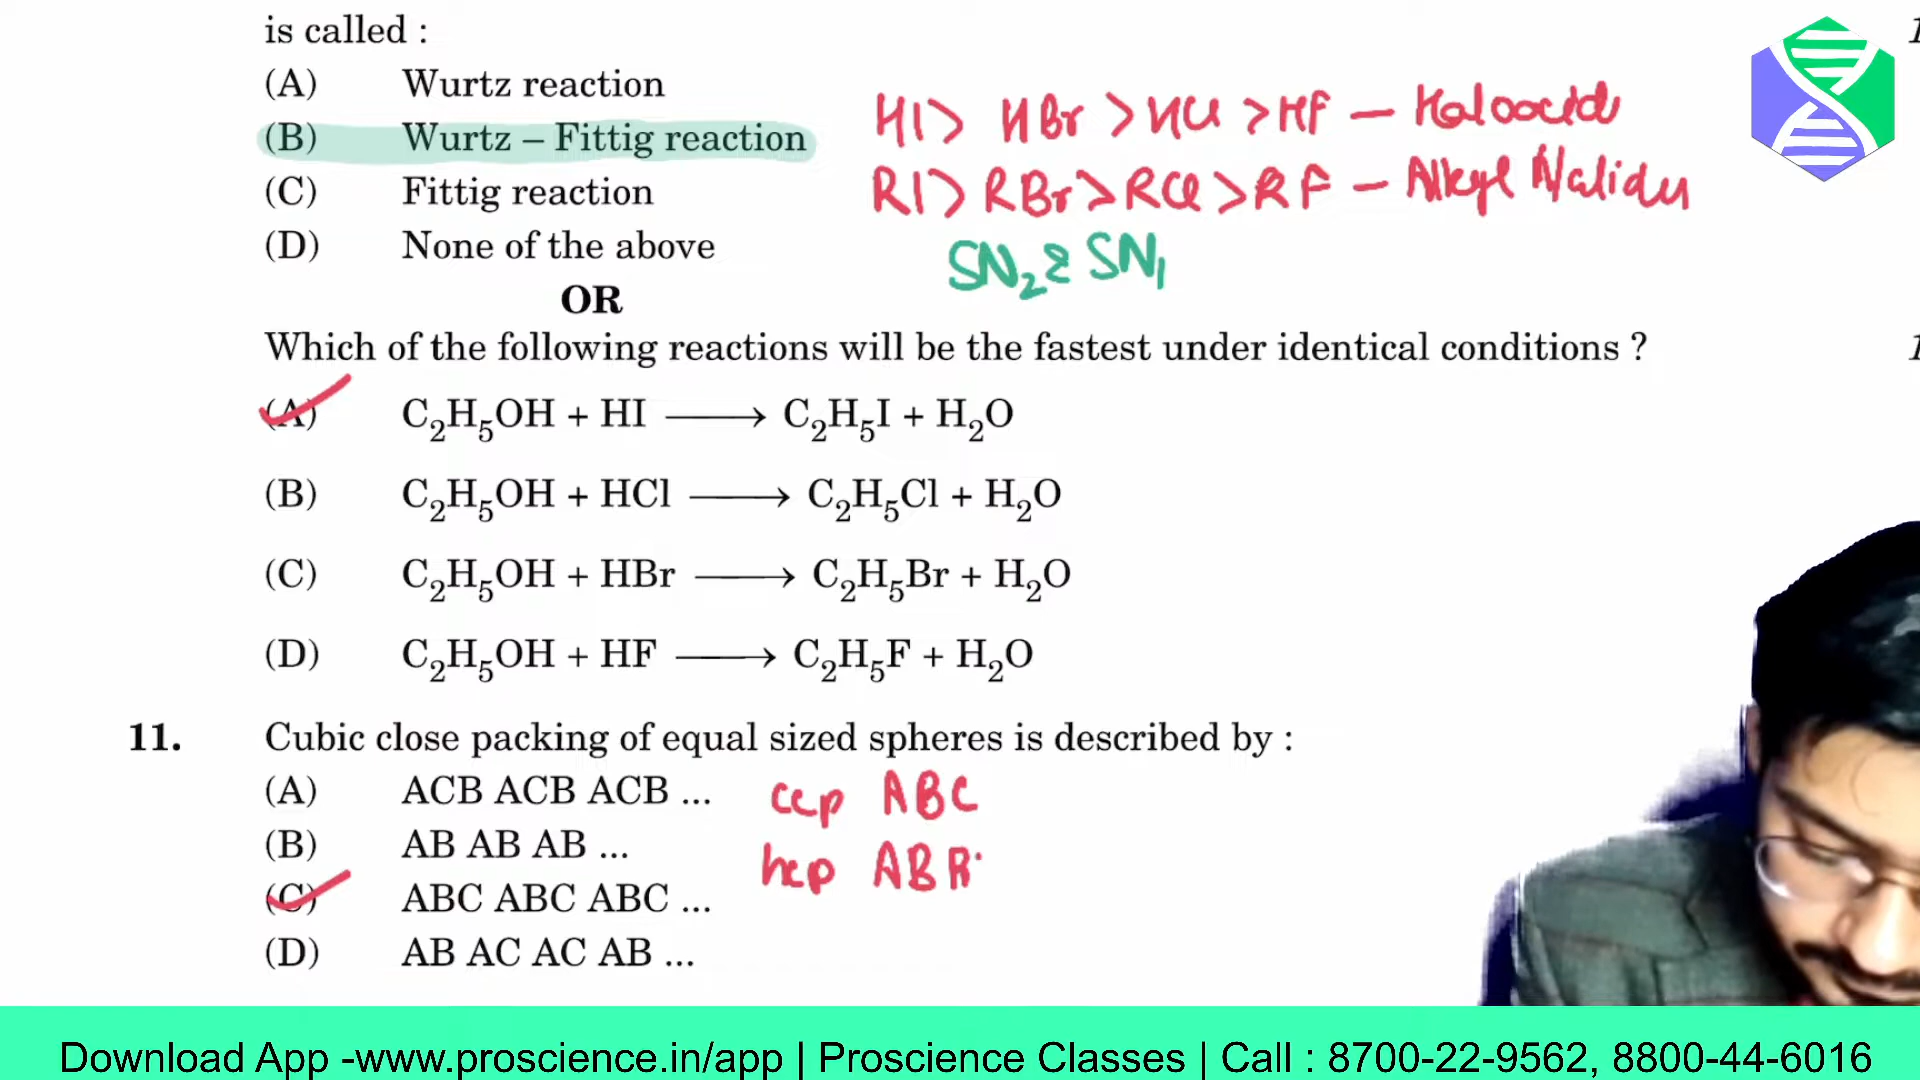 is called :
(A) Wurtz reaction
(B) Wurtz – Fittig reaction
(C) Fittig reaction
(D) None of the above
HI > HBr > HCl > HF – Haloacid
RI > RBr > RCl > RF – Alkyl Halides
SN2 & SN1
OR
Which of the following reactions will be the fastest under identical conditions ?
(A) C₂H₅OH + HI ⟶ C₂H₅I + H₂O
(B) C₂H₅OH + HCl ⟶ C₂H₅Cl + H₂O
(C) C₂H₅OH + HBr ⟶ C₂H₅Br + H₂O
(D) C₂H₅OH + HF ⟶ C₂H₅F + H₂O
11. Cubic close packing of equal sized spheres is described by :
(A) ACB ACB ACB ...
(B) AB AB AB ...
(C) ABC ABC ABC ...
(D) AB AC AC AB ...
ccp ABC
hcp AB
Download App -www.proscience.in/app | Proscience Classes | Call : 8700-22-9562, 8800-44-6016